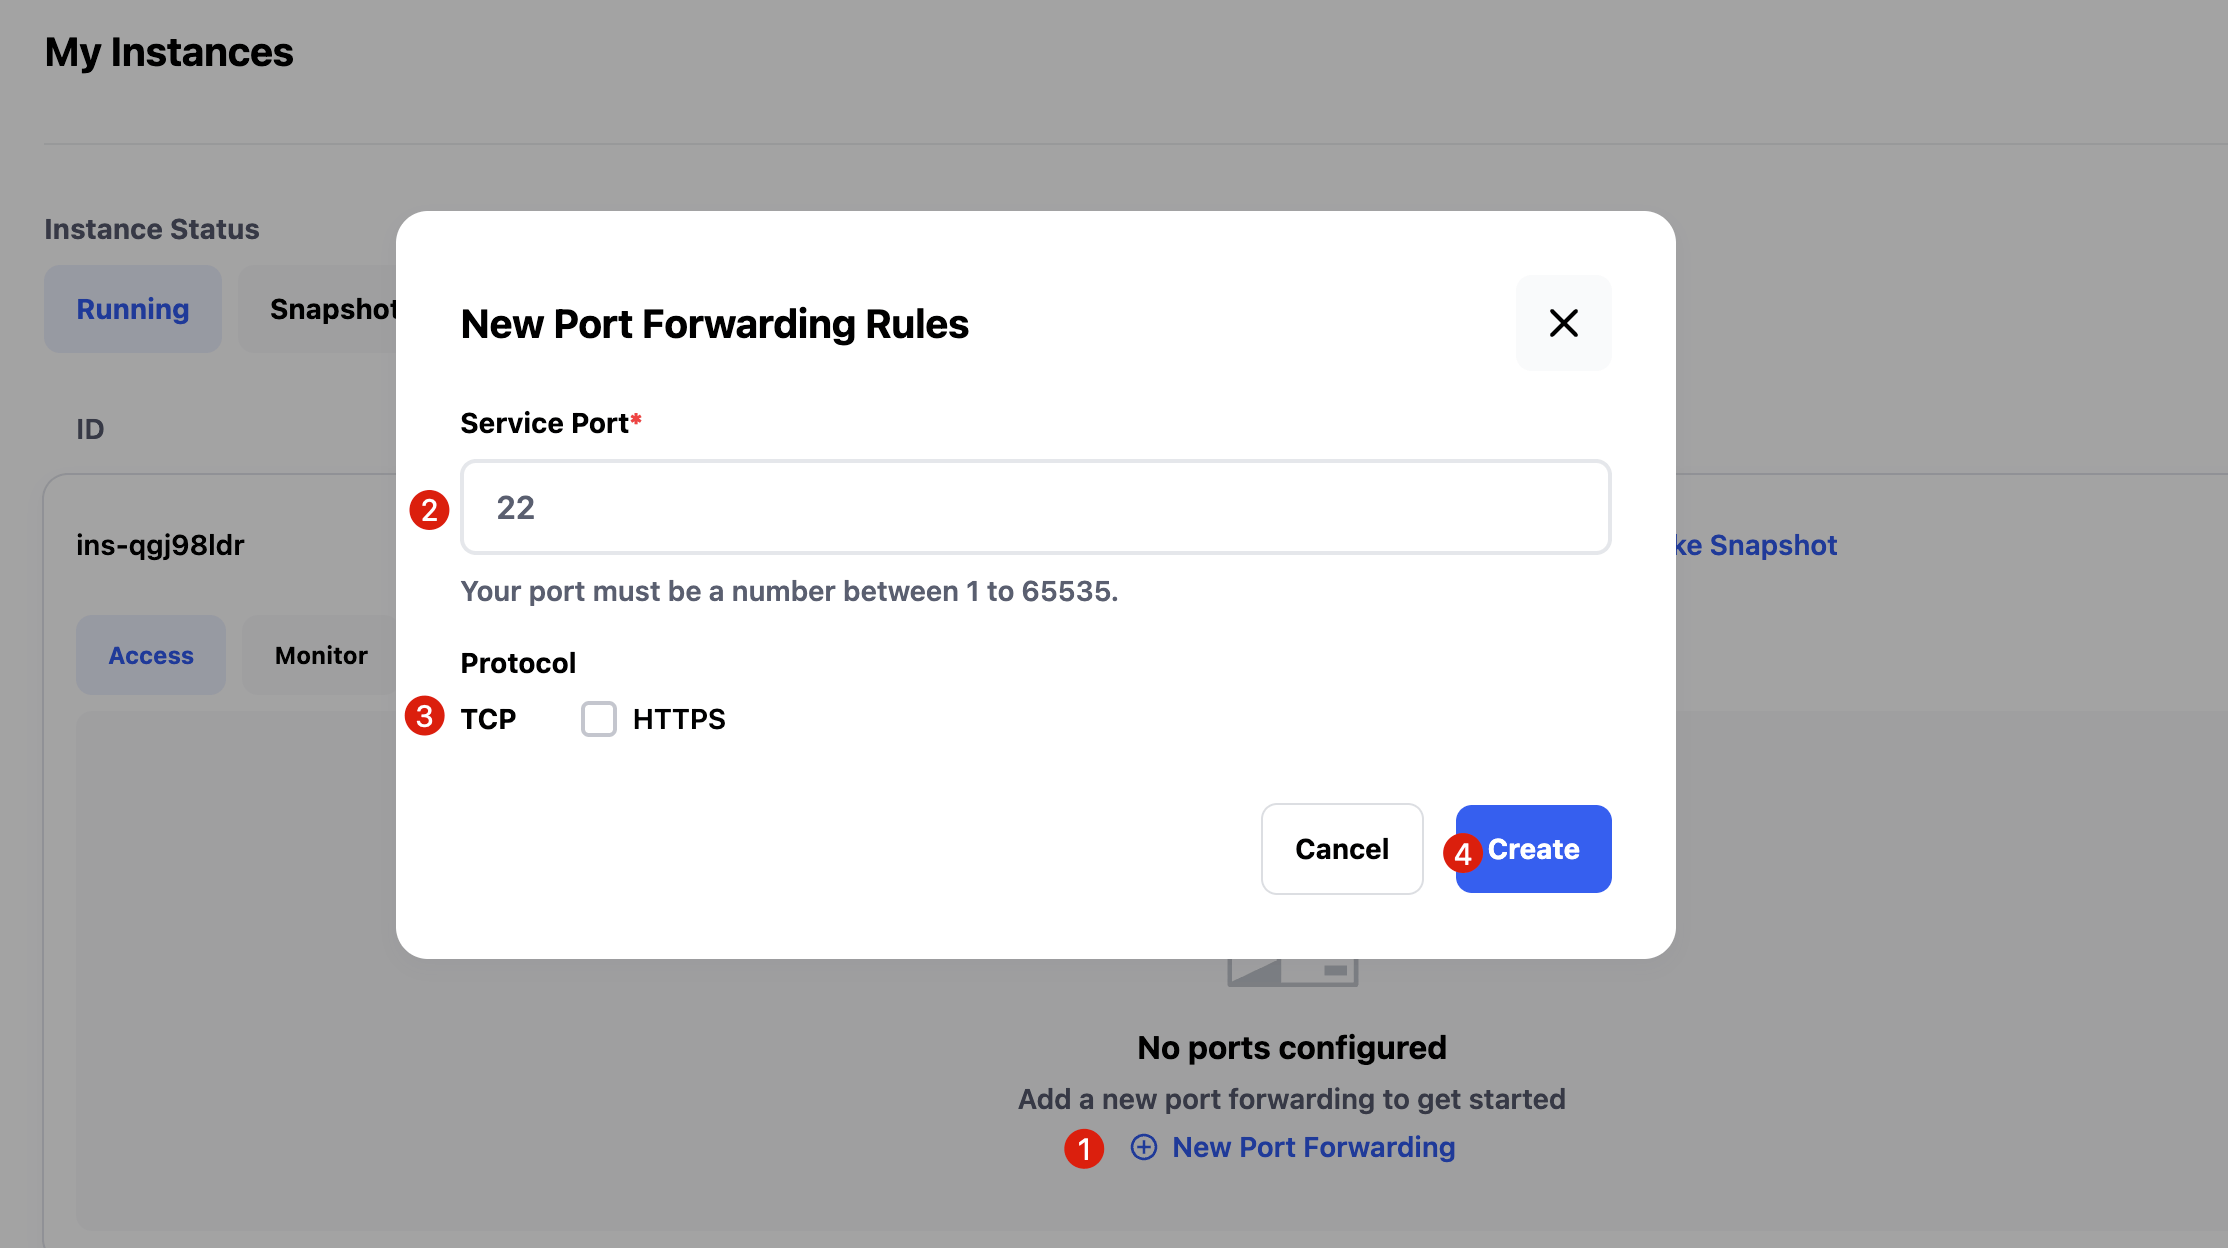 My Instances
Instance Status
Running Snapshot
New Port Forwarding Rules
Service Port*
ID
2 22
ins-qgj98ldr
ke Snapshot
Your port must be a number between 1 to 65535.
Access Monitor
Protocol
3 TCP HTTPS
Cancel 4 Create
No ports configured
Add a new port forwarding to get started
1 New Port Forwarding